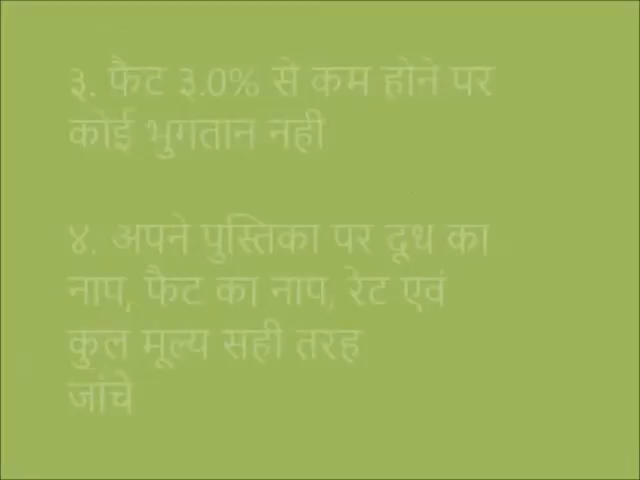 ३. फैट ३.0% से कम होने पर
कोई भुगतान नही
४. अपने पुस्तिका पर दूध का
नाप, फैट का नाप, रेट एवं
कुल मूल्य सही तरह
जांचे